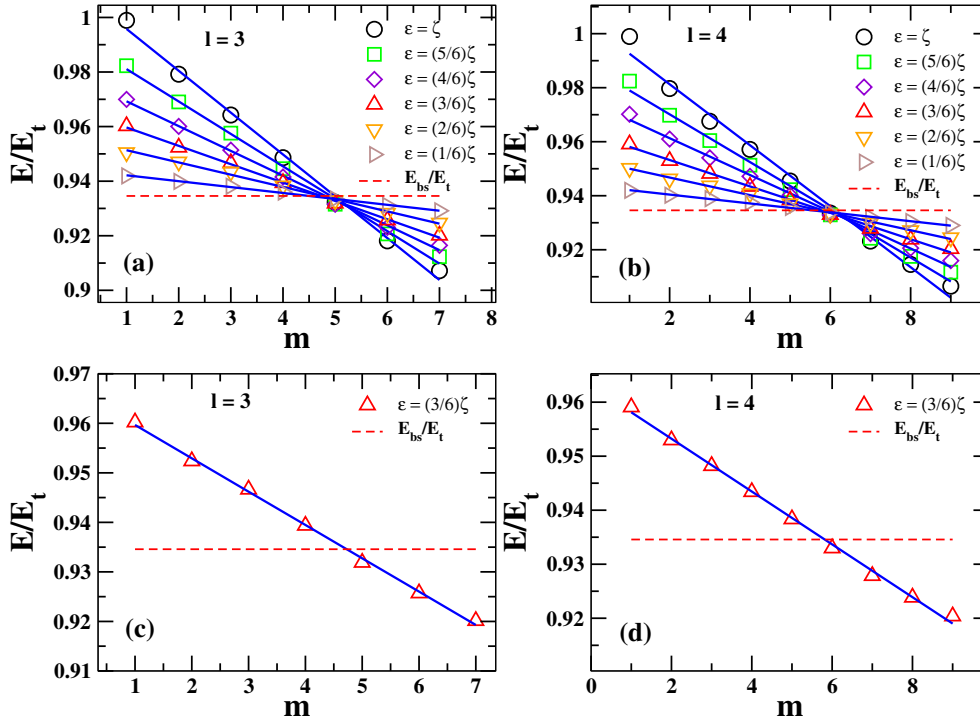 l = 3
ε = ζ
ε = (5/6)ζ
ε = (4/6)ζ
ε = (3/6)ζ
ε = (2/6)ζ
ε = (1/6)ζ
E_bs/E_t
E/E_t
1
0.98
0.96
0.94
0.92
0.9
(a)
1 2 3 4 5 6 7 8
m
l = 4
ε = ζ
ε = (5/6)ζ
ε = (4/6)ζ
ε = (3/6)ζ
ε = (2/6)ζ
ε = (1/6)ζ
E_bs/E_t
E/E_t
1
0.98
0.96
0.94
0.92
(b)
0 2 4 6 8
m
l = 3
ε = (3/6)ζ
E_bs/E_t
E/E_t
0.97
0.96
0.95
0.94
0.93
0.92
0.91
(c)
1 2 3 4 5 6 7
m
l = 4
ε = (3/6)ζ
E_bs/E_t
E/E_t
0.96
0.95
0.94
0.93
0.92
(d)
0 2 4 6 8
m